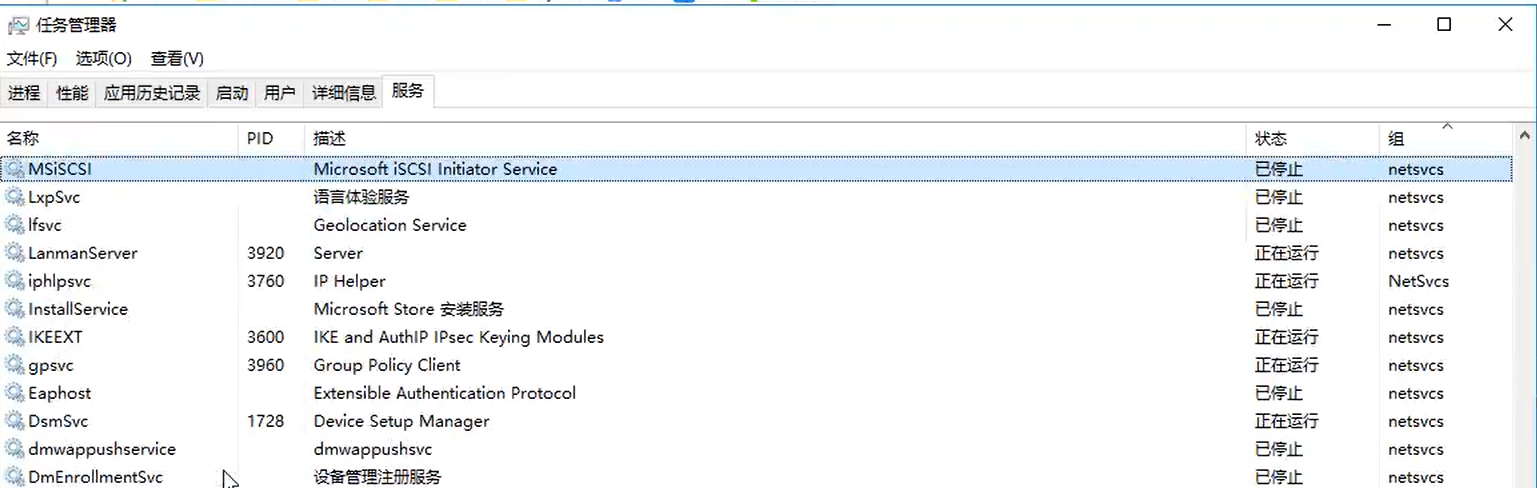 任务管理器
文件(F) 选项(O) 查看(V)
进程 性能 应用历史记录 启动 用户 详细信息 服务
名称 PID 描述 状态 组
MSiSCSI Microsoft iSCSI Initiator Service 已停止 netsvcs
LxpSvc 语言体验服务 已停止 netsvcs
lfsvc Geolocation Service 已停止 netsvcs
LanmanServer 3920 Server 正在运行 netsvcs
iphlpsvc 3760 IP Helper 正在运行 NetSvcs
InstallService Microsoft Store 安装服务 已停止 netsvcs
IKEEXT 3600 IKE and AuthIP IPsec Keying Modules 正在运行 netsvcs
gpsvc 3960 Group Policy Client 正在运行 netsvcs
Eaphost Extensible Authentication Protocol 已停止 netsvcs
DsmSvc 1728 Device Setup Manager 正在运行 netsvcs
dmwappushservice dmwappushsvc 已停止 netsvcs
DmEnrollmentSvc 设备管理注册服务 已停止 netsvcs